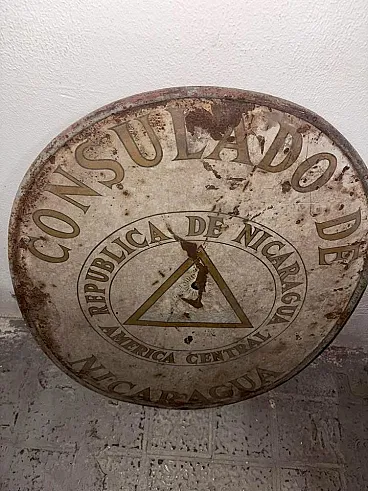 CONSULADO DE
REPUBLICA DE NICARAGUA
AMERICA CENTRAL
NICARAGUA